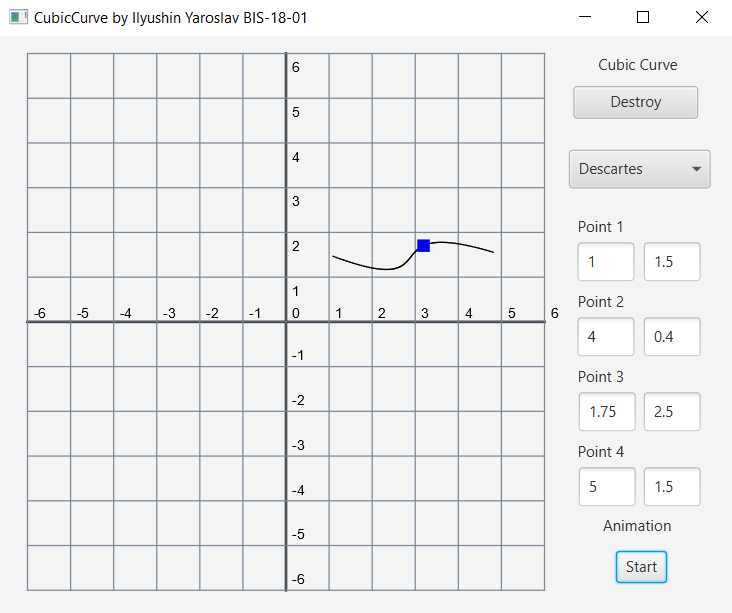 CubicCurve by Ilyushin Yaroslav BIS-18-01
6
5
4
3
2
1
-6 -5 -4 -3 -2 -1 0 1 2 3 4 5 6
-1
-2
-3
-4
-5
-6
Cubic Curve
Destroy
Descartes
Point 1
1 1.5
Point 2
4 0.4
Point 3
1.75 2.5
Point 4
5 1.5
Animation
Start